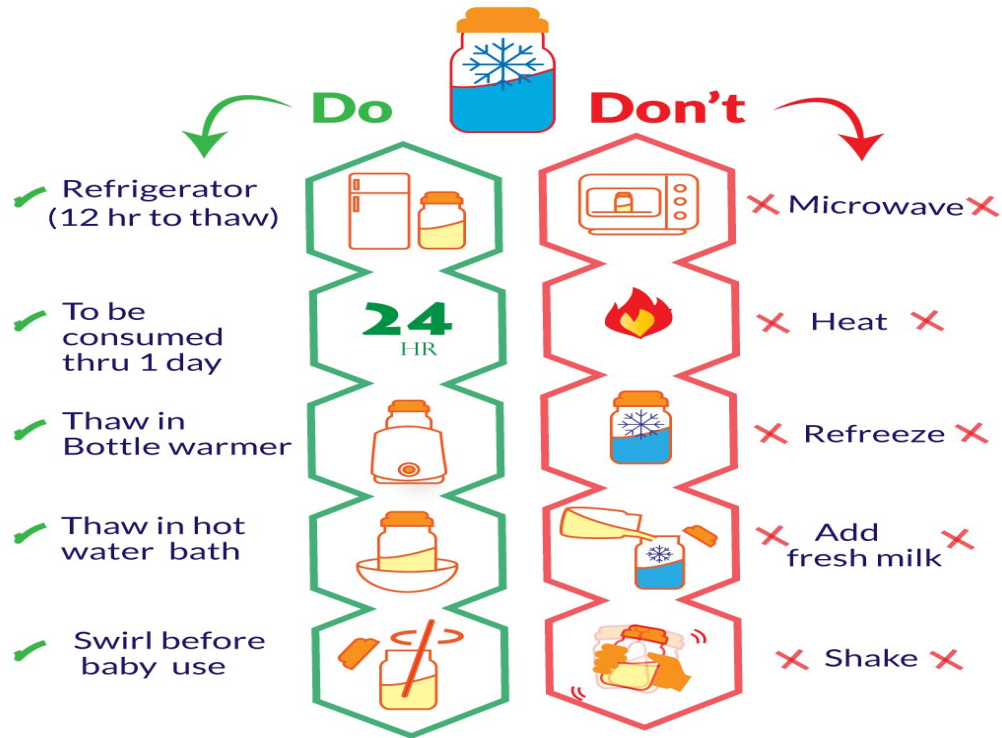 Do
Don't
Refrigerator
(12 hr to thaw)
To be
consumed
thru 1 day
24
HR
Thaw in
Bottle warmer
Thaw in hot
water bath
Swirl before
baby use
Microwave
Heat
Refreeze
Add
fresh milk
Shake